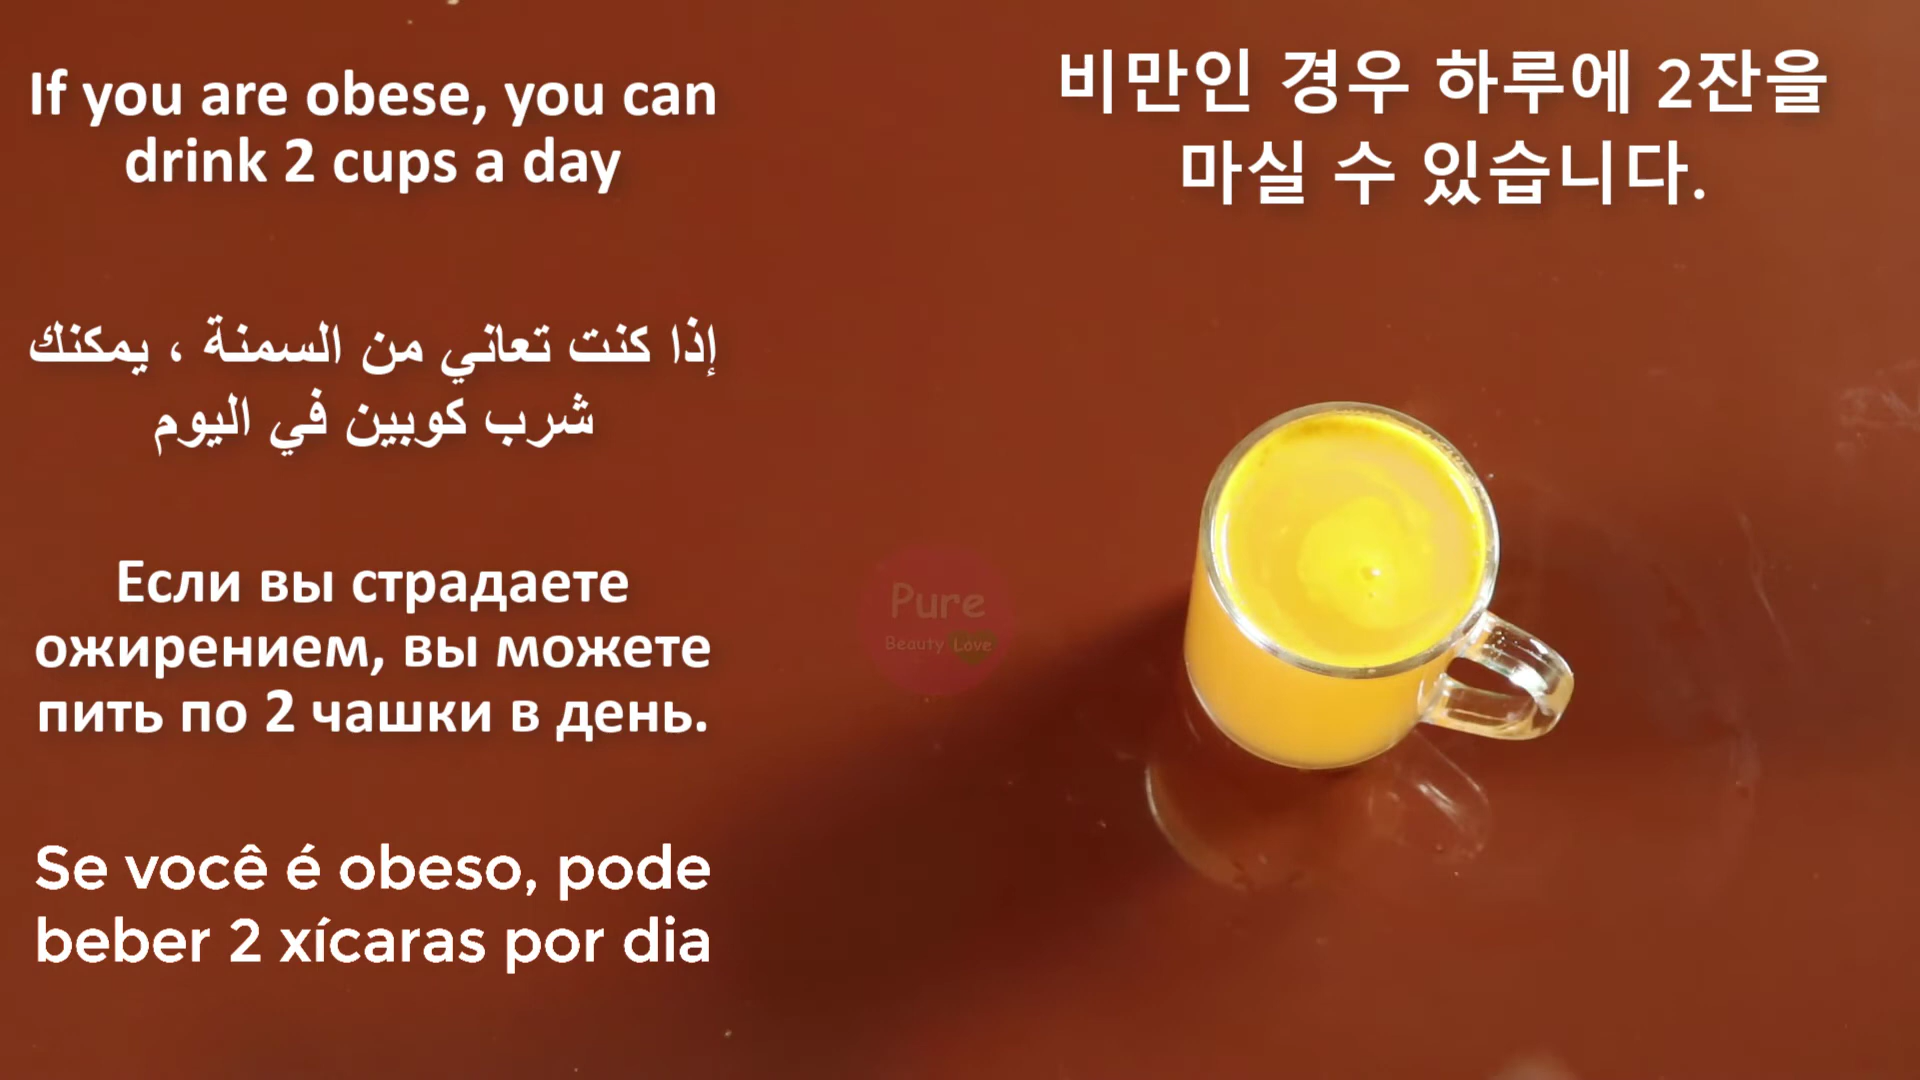 If you are obese, you can
drink 2 cups a day
إذا كنت تعاني من السمنة ، يمكنك
شرب كوبين في اليوم
Если вы страдаете
ожирением, вы можете
пить по 2 чашки в день.
Se você é obeso, pode
beber 2 xícaras por dia
비만인 경우 하루에 2잔을
마실 수 있습니다.
Pure
Beauty Love